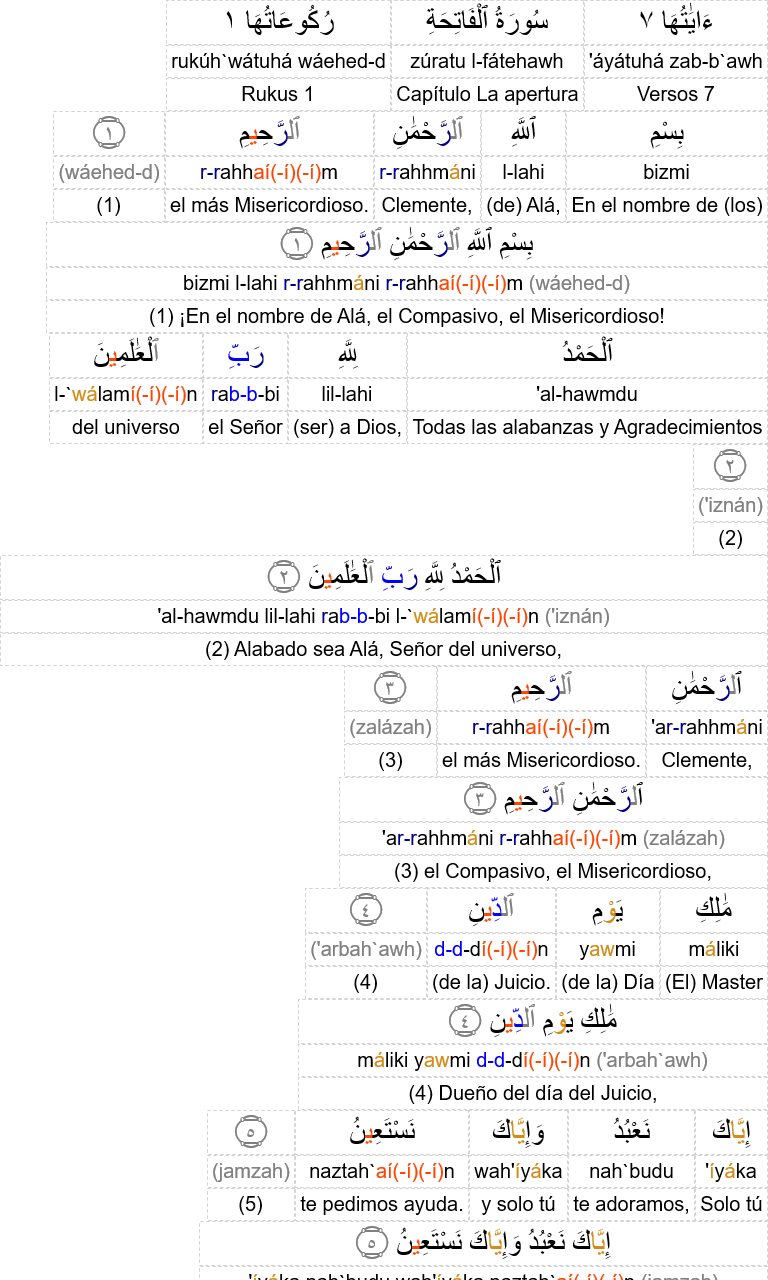 ءَايَٰتُهَا ٧ سُورَةُ ٱلْفَاتِحَةِ رُكُوعَاتُهَا ١
'áyátuhá zab-b`awh zúratu l-fátehawh rukúh`wátuhá wáehed-d
Versos 7 Capítulo La apertura Rukus 1
بِسْمِ ٱللَّهِ ٱلرَّحْمَٰنِ ٱلرَّحِيمِ ١
bizmi l-lahi r-rahhmáni r-rahhaí(-í)(-í)m (wáehed-d)
En el nombre de (los) (de) Alá, Clemente, el más Misericordioso. (1)
بِسْمِ ٱللَّهِ ٱلرَّحْمَٰنِ ٱلرَّحِيمِ ١
bizmi l-lahi r-rahhmáni r-rahhaí(-í)(-í)m (wáehed-d)
(1) ¡En el nombre de Alá, el Compasivo, el Misericordioso!
ٱلْحَمْدُ لِلَّهِ رَبِّ ٱلْعَٰلَمِينَ
'al-hawmdu lil-lahi rab-b-bi l-`wálamí(-í)(-í)n
Todas las alabanzas y Agradecimientos (ser) a Dios, el Señor del universo
٢
('iznán)
(2)
ٱلْحَمْدُ لِلَّهِ رَبِّ ٱلْعَٰلَمِينَ ٢
'al-hawmdu lil-lahi rab-b-bi l-`wálamí(-í)(-í)n ('iznán)
(2) Alabado sea Alá, Señor del universo,
ٱلرَّحْمَٰنِ ٱلرَّحِيمِ ٣
'ar-rahhmáni r-rahhaí(-í)(-í)m (zalázah)
Clemente, el más Misericordioso. (3)
ٱلرَّحْمَٰنِ ٱلرَّحِيمِ ٣
'ar-rahhmáni r-rahhaí(-í)(-í)m (zalázah)
(3) el Compasivo, el Misericordioso,
مَٰلِكِ يَوْمِ ٱلدِّينِ ٤
máliki yawmi d-d-dí(-í)(-í)n ('arbah`awh)
(El) Master (de la) Día (de la) Juicio. (4)
مَٰلِكِ يَوْمِ ٱلدِّينِ ٤
máliki yawmi d-d-dí(-í)(-í)n ('arbah`awh)
(4) Dueño del día del Juicio,
إِيَّاكَ نَعْبُدُ وَإِيَّاكَ نَسْتَعِينُ ٥
'íyáka nah`budu wah'íyáka naztah`aí(-í)(-í)n (jamzah)
Solo tú te adoramos, y solo tú te pedimos ayuda. (5)
إِيَّاكَ نَعْبُدُ وَإِيَّاكَ نَسْتَعِينُ ٥
'íyáka nah`budu wah'íyáka naztah`aí(-í)(-í)n (jamzah)